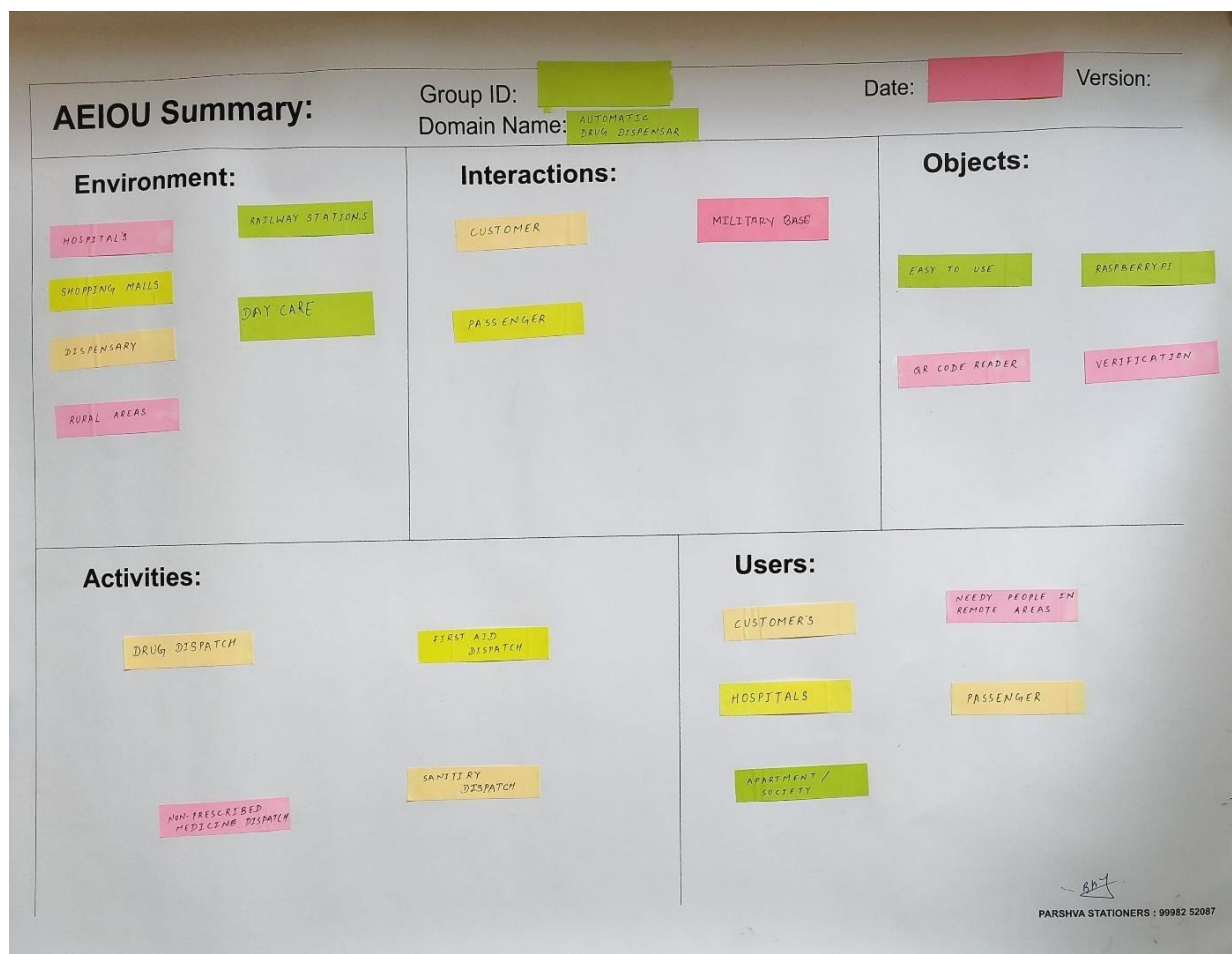 AEIOU Summary:
Group ID:
Date:
Version:
Domain Name: AUTOMATIC
DRUG DISPENSAR
Environment:
HOSPITAL'S
RAILWAY STATIONS
SHOPPING MALLS
DAY CARE
DISPENSARY
RURAL AREAS
Interactions:
CUSTOMER
MILITARY BASE
PASSENGER
Objects:
EASY TO USE
RASPBERRY PI
QR CODE READER
VERIFICATION
Activities:
DRUG DISPATCH
FIRST AID
DISPATCH
NON-PRESCRIBED
MEDICINE DISPATCH
SANITIRY
DISPATCH
Users:
CUSTOMER'S
NEEDY PEOPLE IN
REMOTE AREAS
HOSPITALS
PASSENGER
APARTMENT /
SOCIETY
PARSHVA STATIONERS : 99982 52087